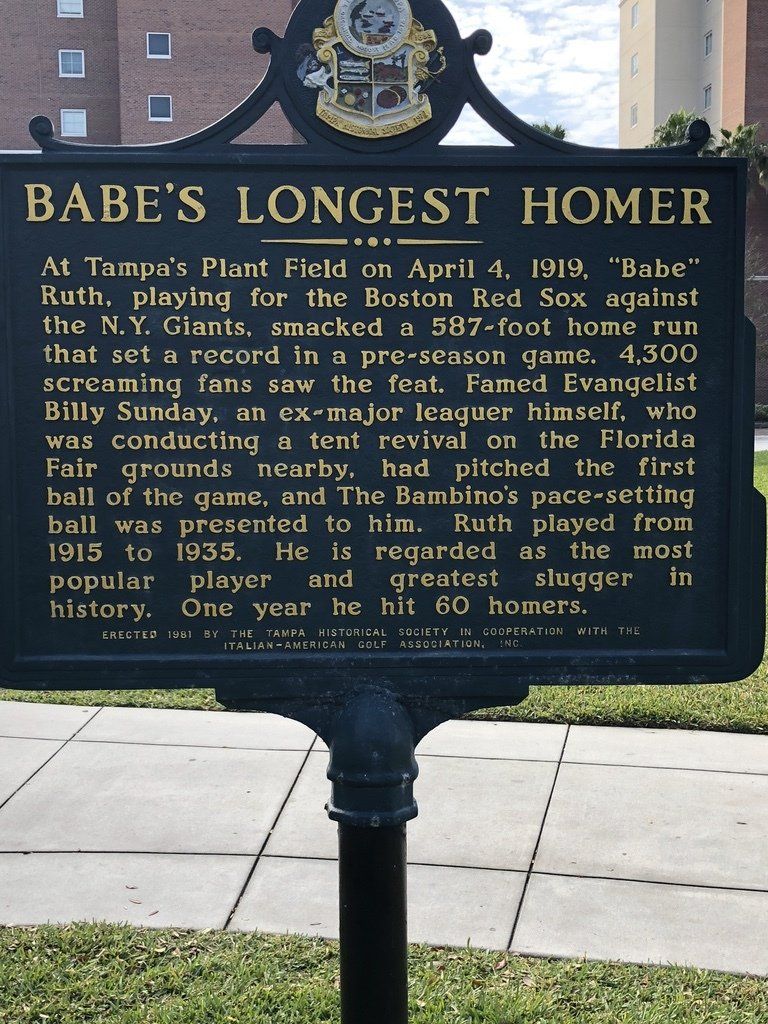 BABE'S LONGEST HOMER
At Tampa's Plant Field on April 4, 1919, "Babe"
Ruth, playing for the Boston Red Sox against
the N.Y. Giants, smacked a 587-foot home run
that set a record in a pre-season game. 4,300
screaming fans saw the feat. Famed Evangelist
Billy Sunday, an ex-major leaguer himself, who
was conducting a tent revival on the Florida
Fair grounds nearby, had pitched the first
ball of the game, and The Bambino's pace-setting
ball was presented to him. Ruth played from
1915 to 1935. He is regarded as the most
popular player and greatest slugger in
history. One year he hit 60 homers.
ERECTED 1981 BY THE TAMPA HISTORICAL SOCIETY IN COOPERATION WITH THE
ITALIAN-AMERICAN GOLF ASSOCIATION, INC.